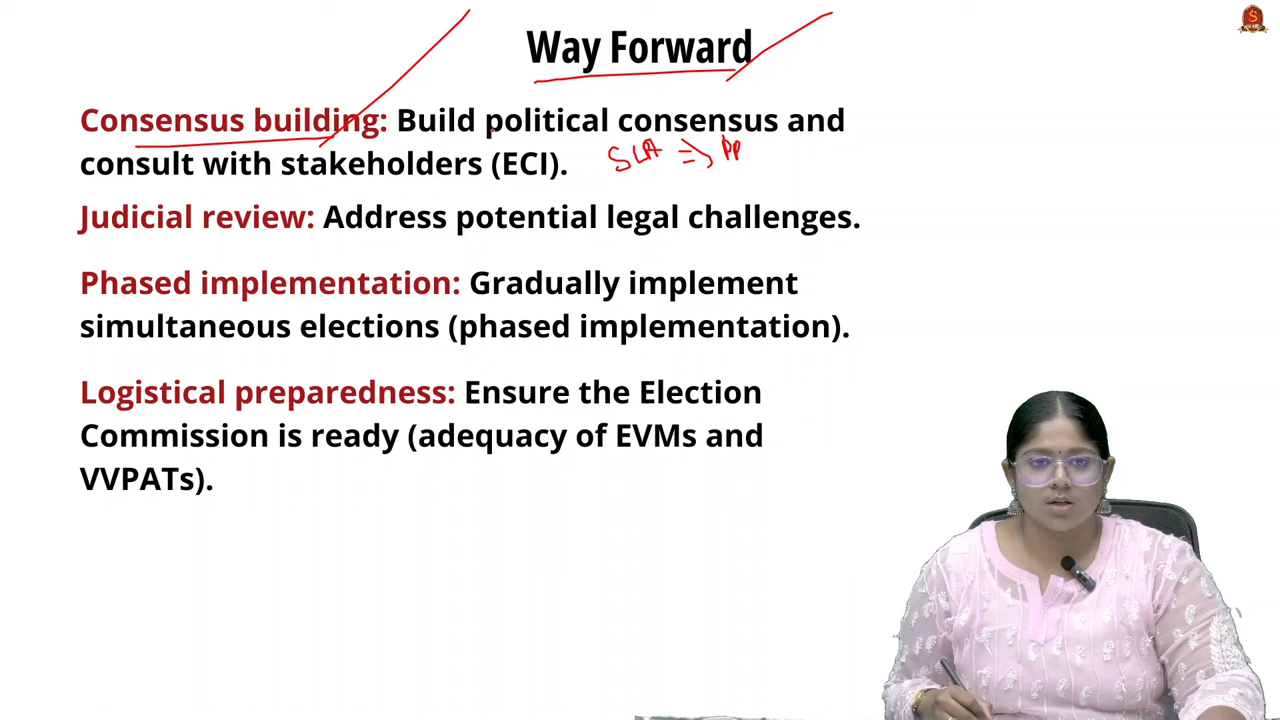 Way Forward
Consensus building: Build political consensus and
consult with stakeholders (ECI).
SLA => PP
Judicial review: Address potential legal challenges.
Phased implementation: Gradually implement
simultaneous elections (phased implementation).
Logistical preparedness: Ensure the Election
Commission is ready (adequacy of EVMs and
VVPATs).